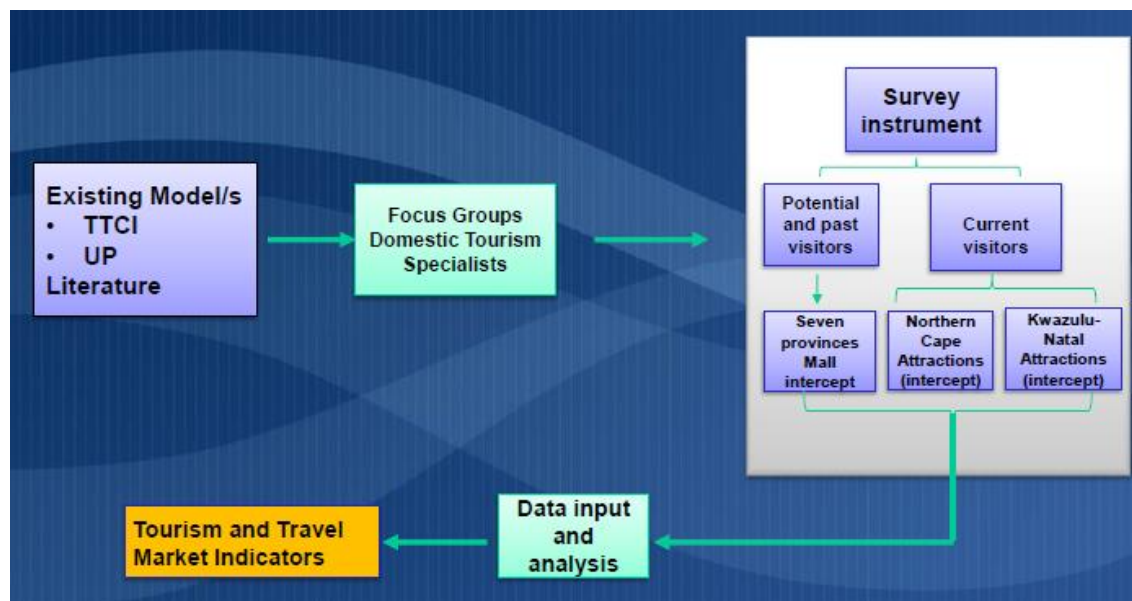 Existing Model/s
• TTCI
• UP
Literature
Focus Groups
Domestic Tourism
Specialists
Survey
instrument
Potential
and past
visitors
Current
visitors
Seven
provinces
Mall
intercept
Northern
Cape
Attractions
(intercept)
Kwazulu-
Natal
Attractions
(intercept)
Data input
and
analysis
Tourism and Travel
Market Indicators